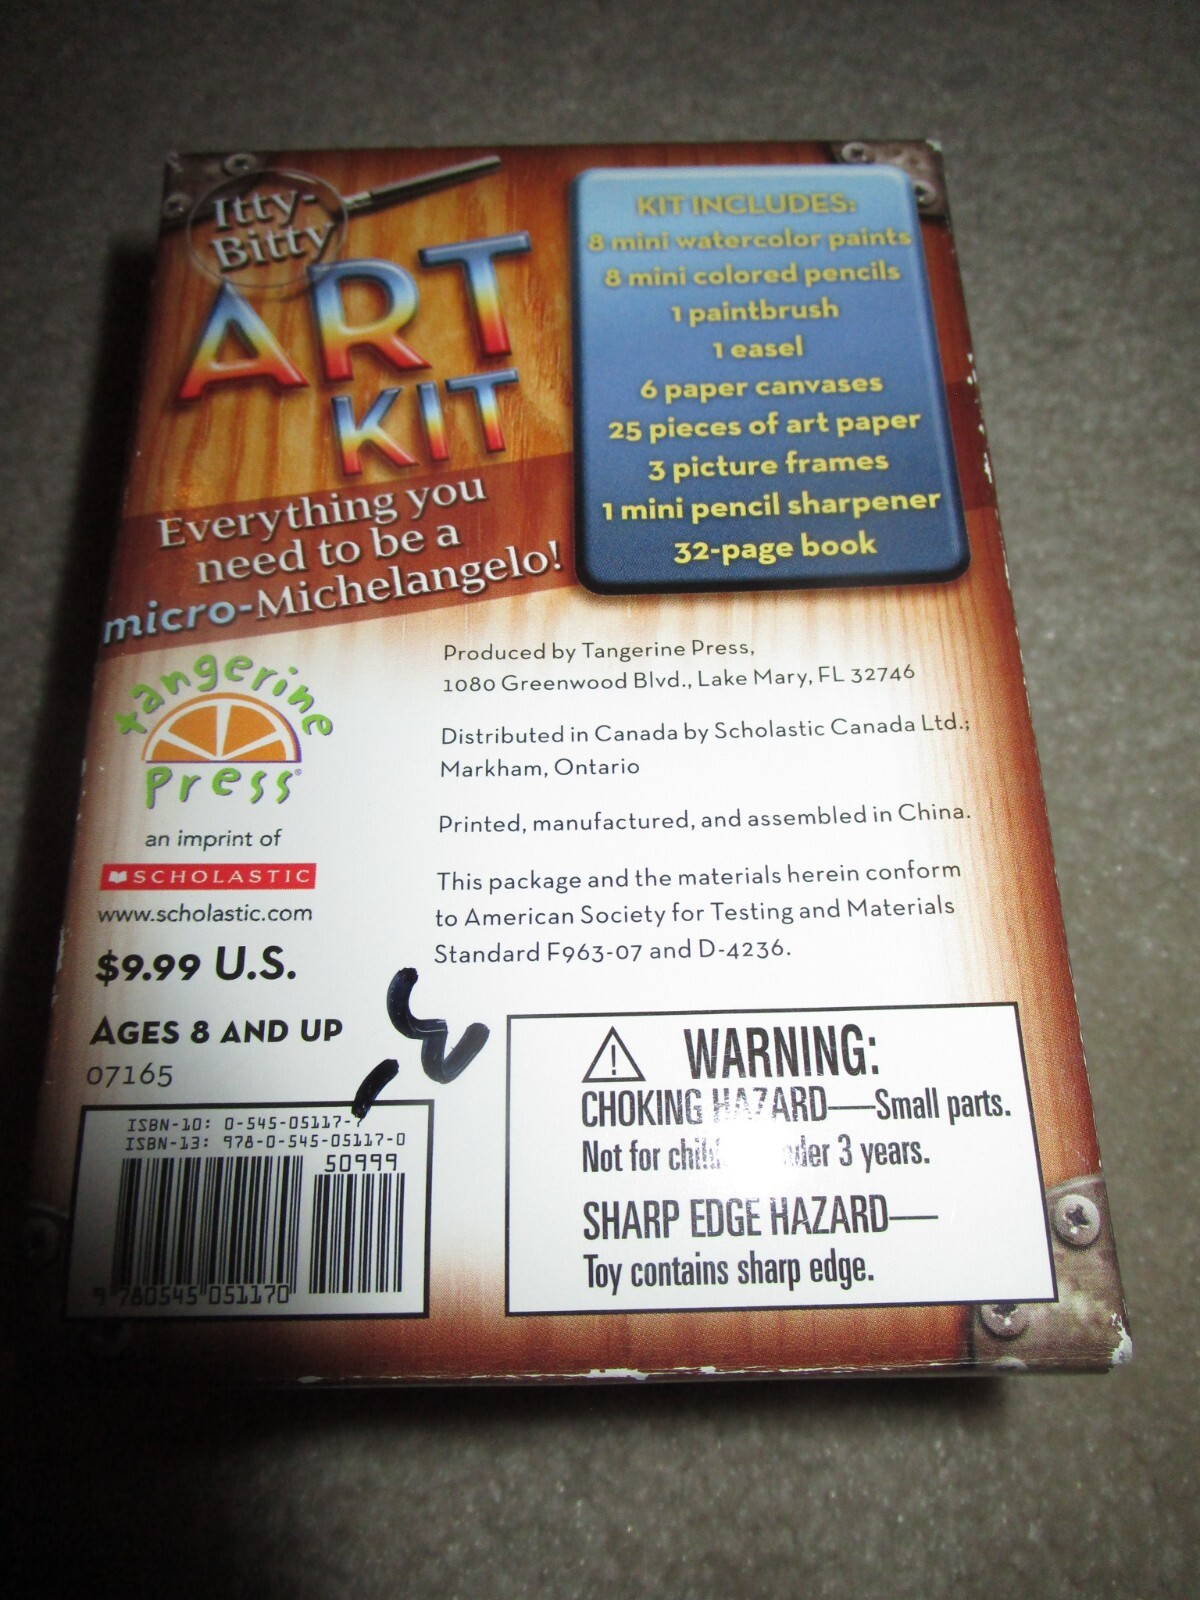 Itty-
Bitty
ART
KIT
Everything you
need to be a
micro-Michelangelo!
KIT INCLUDES:
8 mini watercolor paints
8 mini colored pencils
1 paintbrush
1 easel
6 paper canvases
25 pieces of art paper
3 picture frames
1 mini pencil sharpener
32-page book
tangerine
press®
an imprint of
SCHOLASTIC
www.scholastic.com
$9.99 U.S.
AGES 8 AND UP
07165
Produced by Tangerine Press,
1080 Greenwood Blvd., Lake Mary, FL 32746
Distributed in Canada by Scholastic Canada Ltd.;
Markham, Ontario
Printed, manufactured, and assembled in China.
This package and the materials herein conform
to American Society for Testing and Materials
Standard F963-07 and D-4236.
ISBN-10: 0-545-05117-7
ISBN-13: 978-0-545-05117-0
50999
9 780545 051170
WARNING:
CHOKING HAZARD—Small parts.
Not for 3 years.
SHARP EDGE HAZARD—
Toy contains sharp edge.